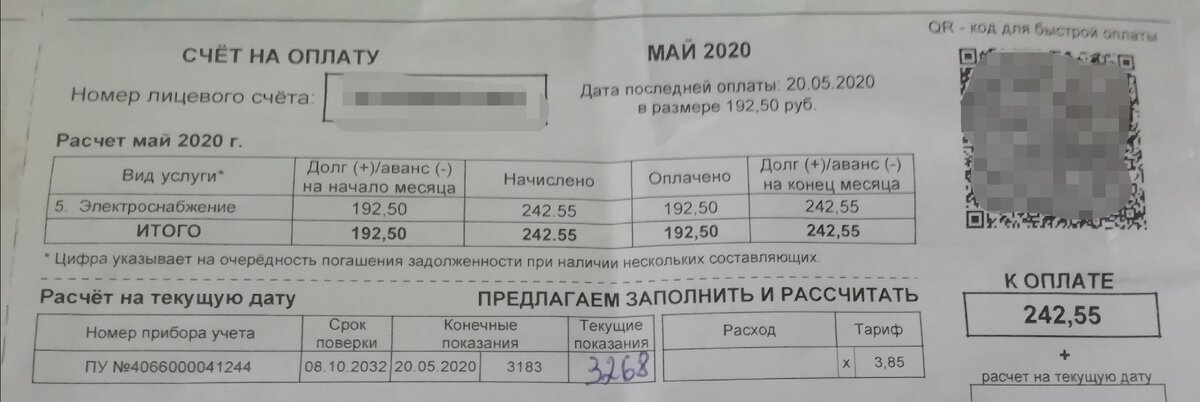 QR - код для быстрой оплаты
СЧЁТ НА ОПЛАТУ
МАЙ 2020
Номер лицевого счёта:
Дата последней оплаты: 20.05.2020
в размере 192,50 руб.
Расчет май 2020 г.
Вид услуги* Долг (+)/аванс (-) на начало месяца Начислено Оплачено Долг (+)/аванс (-) на конец месяца
5. Электроснабжение 192,50 242.55 192,50 242,55
ИТОГО 192,50 242.55 192,50 242,55
* Цифра указывает на очерёдность погашения задолженности при наличии нескольких составляющих.
Расчёт на текущую дату
ПРЕДЛАГАЕМ ЗАПОЛНИТЬ И РАССЧИТАТЬ
Номер прибора учета Срок поверки Конечные показания Текущие показания Расход Тариф
ПУ №4066000041244 08.10.2032 20.05.2020 3183 3268 x 3,85
К ОПЛАТЕ
242,55
+
расчет на текущую дату